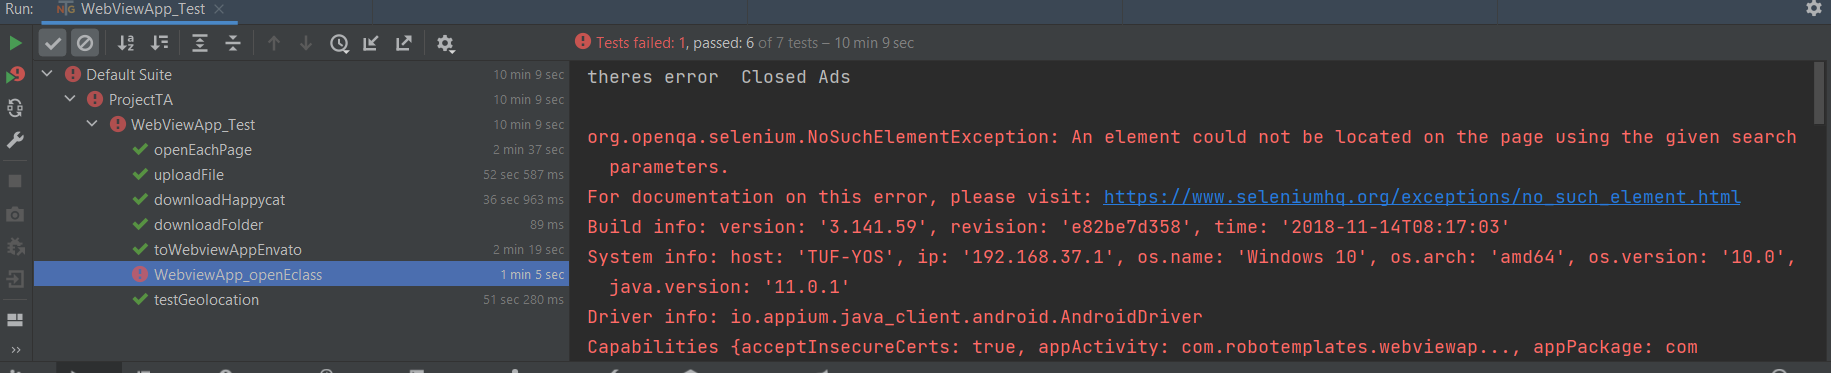 Run: WebViewApp_Test
Tests failed: 1, passed: 6 of 7 tests – 10 min 9 sec
Default Suite 10 min 9 sec
ProjectTA 10 min 9 sec
WebViewApp_Test 10 min 9 sec
openEachPage 2 min 37 sec
uploadFile 52 sec 587 ms
downloadHappycat 36 sec 963 ms
downloadFolder 89 ms
toWebviewAppEnvato 2 min 19 sec
WebviewApp_openEclass 1 min 5 sec
testGeolocation 51 sec 280 ms
theres error  Closed Ads
org.openqa.selenium.NoSuchElementException: An element could not be located on the page using the given search
parameters.
For documentation on this error, please visit: https://www.seleniumhq.org/exceptions/no_such_element.html
Build info: version: '3.141.59', revision: 'e82be7d358', time: '2018-11-14T08:17:03'
System info: host: 'TUF-YOS', ip: '192.168.37.1', os.name: 'Windows 10', os.arch: 'amd64', os.version: '10.0',
java.version: '11.0.1'
Driver info: io.appium.java_client.android.AndroidDriver
Capabilities {acceptInsecureCerts: true, appActivity: com.robotemplates.webviewap..., appPackage: com